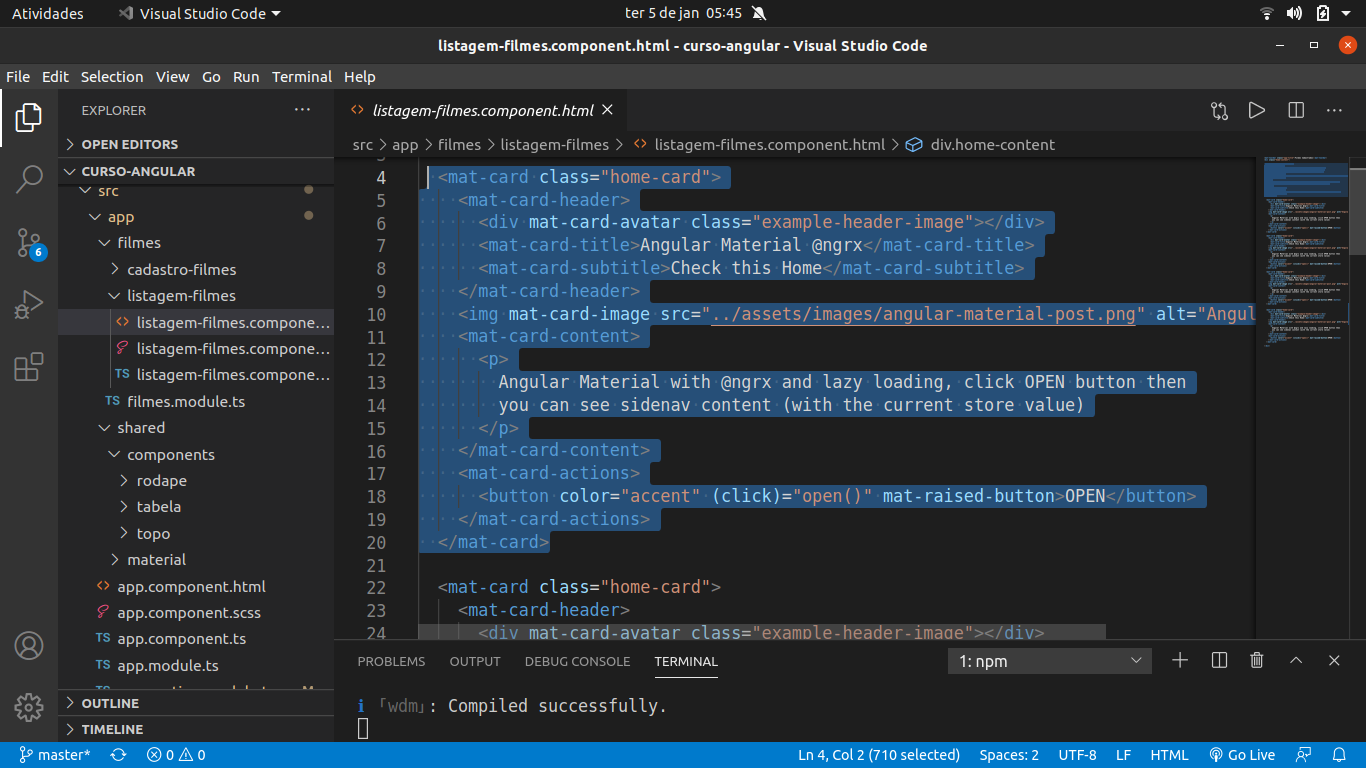 Atividades
Visual Studio Code
ter 5 de jan 05:45
listagem-filmes.component.html - curso-angular - Visual Studio Code
File Edit Selection View Go Run Terminal Help
EXPLORER
OPEN EDITORS
CURSO-ANGULAR
src
app
filmes
cadastro-filmes
listagem-filmes
listagem-filmes.compone...
listagem-filmes.compone...
TS listagem-filmes.compone...
TS filmes.module.ts
shared
components
rodape
tabela
topo
material
app.component.html
app.component.scss
TS app.component.ts
TS app.module.ts
OUTLINE
TIMELINE
6
listagem-filmes.component.html
src > app > filmes > listagem-filmes > listagem-filmes.component.html > div.home-content
4 <mat-card class="home-card">
5 <mat-card-header>
6 <div mat-card-avatar class="example-header-image"></div>
7 <mat-card-title>Angular Material @ngrx</mat-card-title>
8 <mat-card-subtitle>Check this Home</mat-card-subtitle>
9 </mat-card-header>
10 <img mat-card-image src="../assets/images/angular-material-post.png" alt="Angul
11 <mat-card-content>
12 <p>
13 Angular Material with @ngrx and lazy loading, click OPEN button then
14 you can see sidenav content (with the current store value)
15 </p>
16 </mat-card-content>
17 <mat-card-actions>
18 <button color="accent" (click)="open()" mat-raised-button>OPEN</button>
19 </mat-card-actions>
20 </mat-card>
21
22 <mat-card class="home-card">
23 <mat-card-header>
24 <div mat-card-avatar class="example-header-image"></div>
PROBLEMS OUTPUT DEBUG CONSOLE TERMINAL
1: npm
i ｢wdm｣: Compiled successfully.
master* 0 0
Ln 4, Col 2 (710 selected) Spaces: 2 UTF-8 LF HTML Go Live